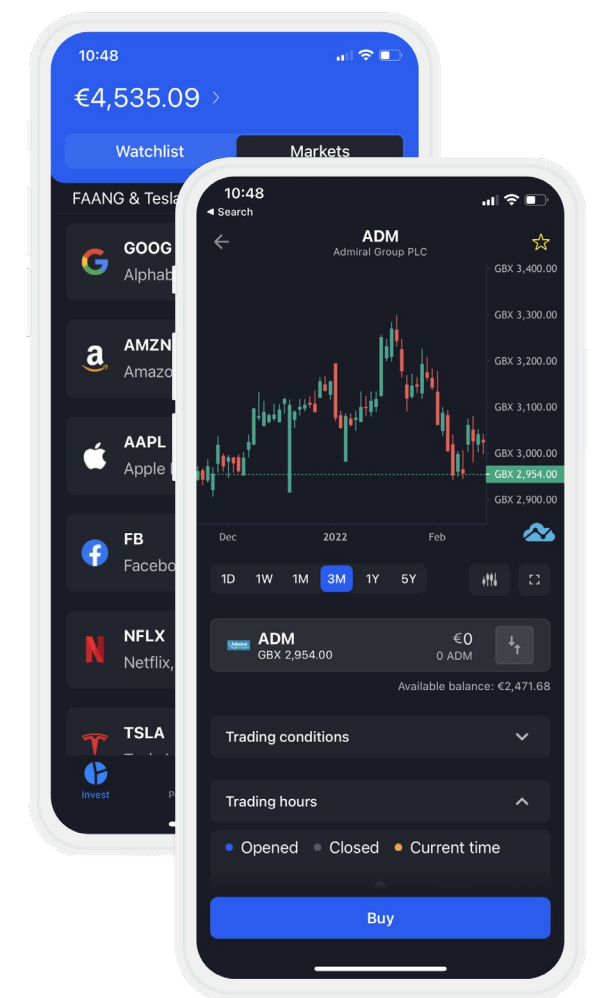 10:48
€4,535.09
Watchlist
Markets
FAANG & Tesla
GOOG
Alphab
AMZN
Amazo
AAPL
Apple
FB
Facebo
NFLX
Netflix,
TSLA
Invest
P
10:48
Search
ADM
Admiral Group PLC
GBX 3,400.00
GBX 3,300.00
GBX 3,200.00
GBX 3,100.00
GBX 3,000.00
GBX 2,954.00
GBX 2,900.00
Dec 2022 Feb
1D 1W 1M 3M 1Y 5Y
Admiral
ADM €0
GBX 2,954.00 0 ADM
Available balance: €2,471.68
Trading conditions
Trading hours
Opened Closed Current time
Buy